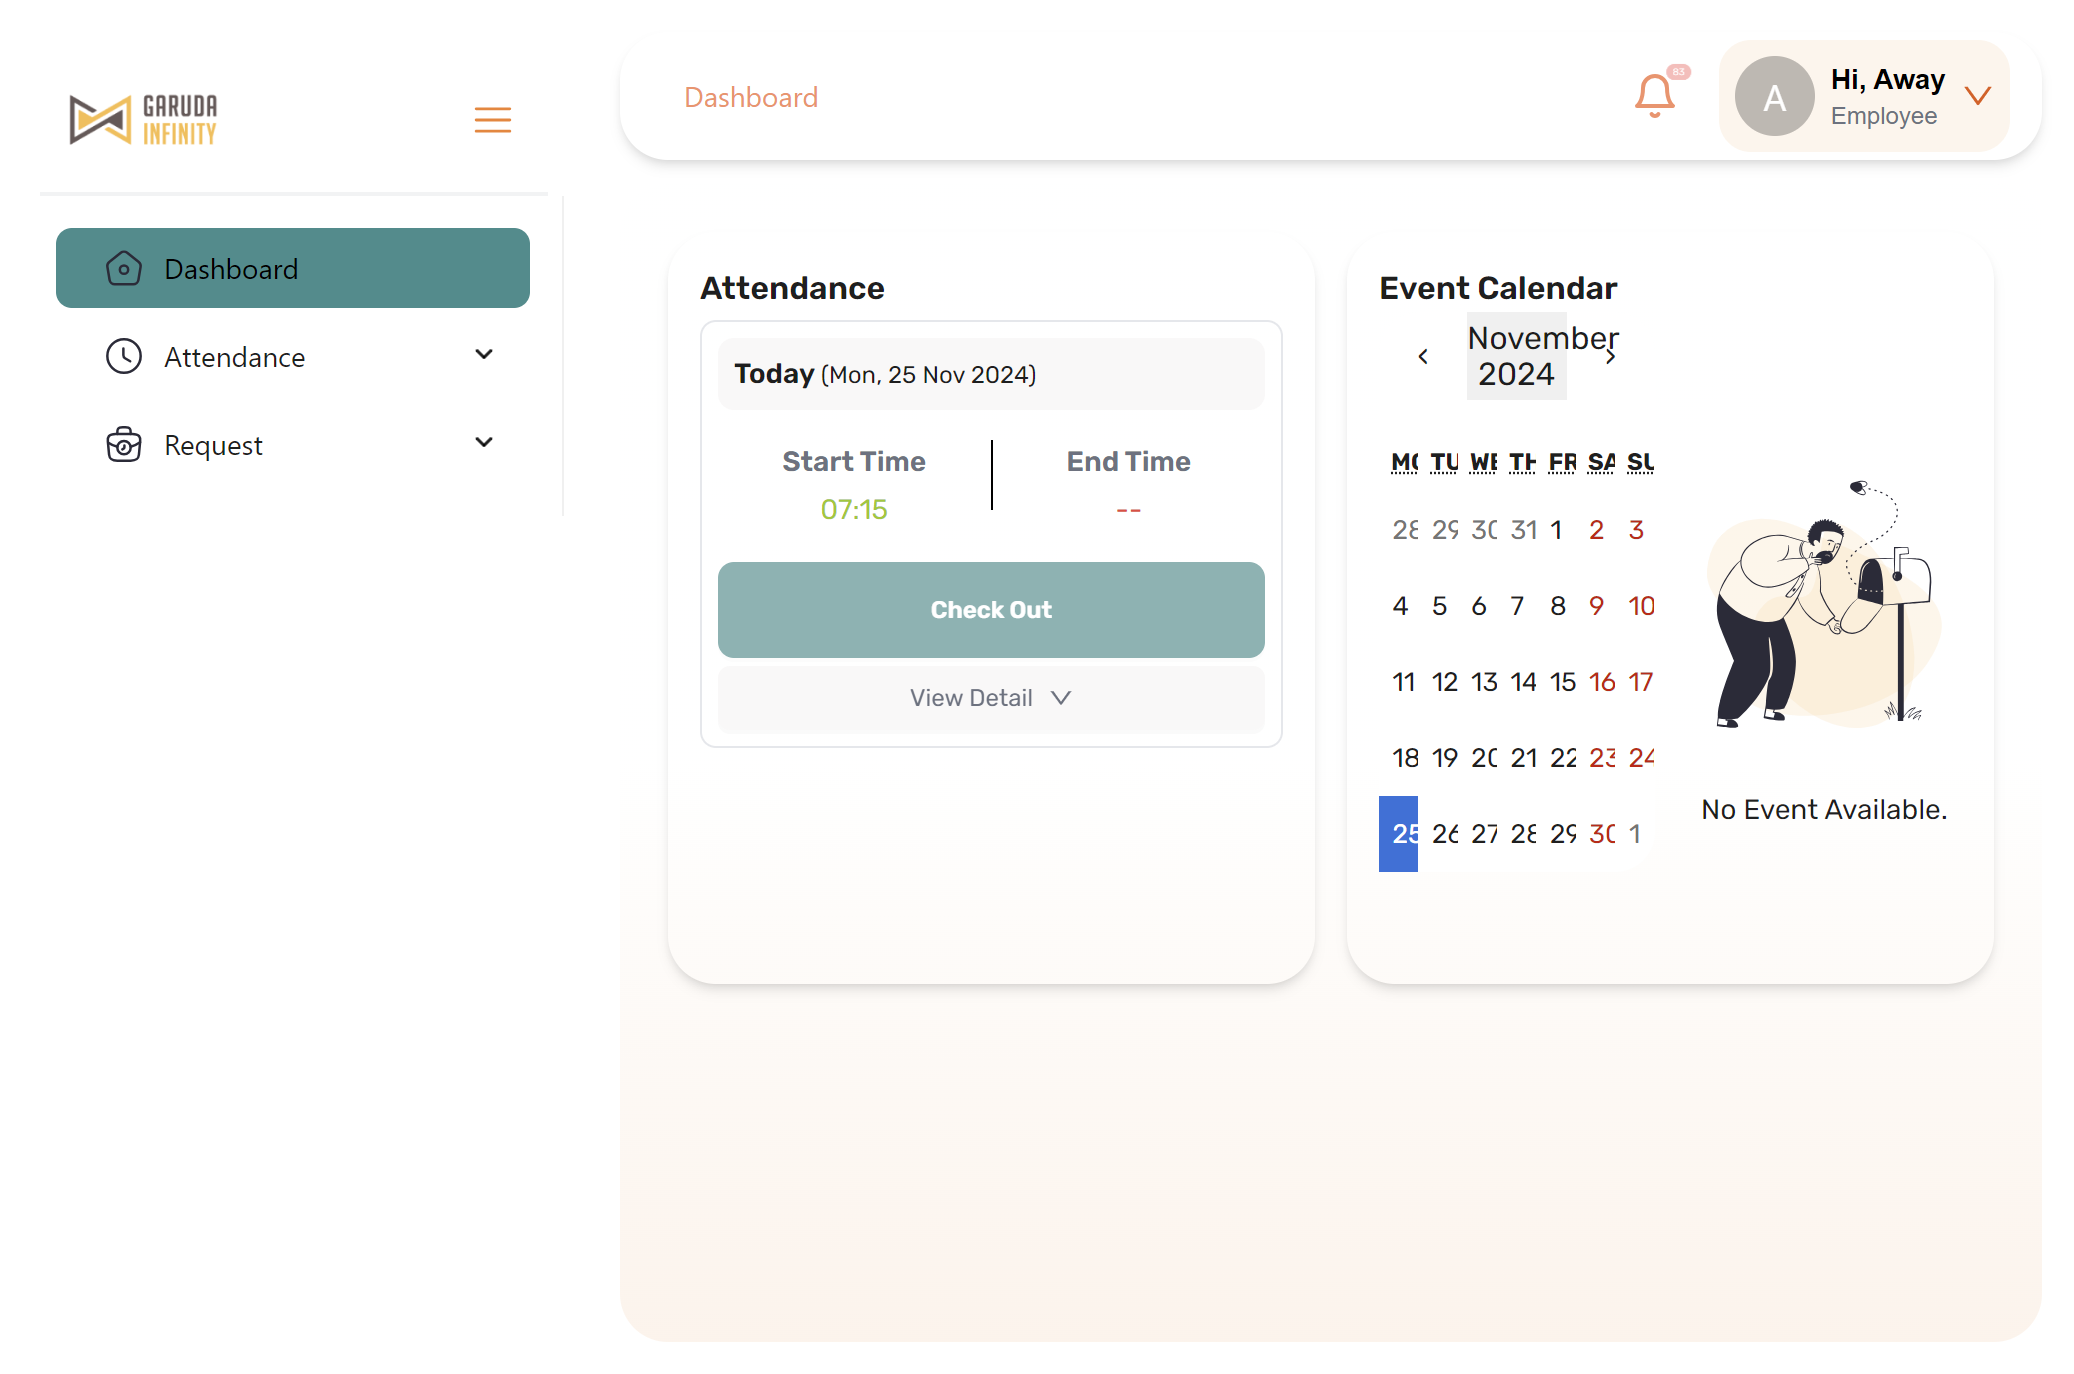 GARUDA
INFINITY
Dashboard
Attendance
Request
Dashboard
83
A
Hi, Away
Employee
Attendance
Today (Mon, 25 Nov 2024)
Start Time
End Time
07:15
--
Check Out
View Detail
Event Calendar
November
2024
MO TU WE TH FR SA SU
28 29 30 31 1 2 3
4 5 6 7 8 9 10
11 12 13 14 15 16 17
18 19 20 21 22 23 24
25 26 27 28 29 30 1
No Event Available.